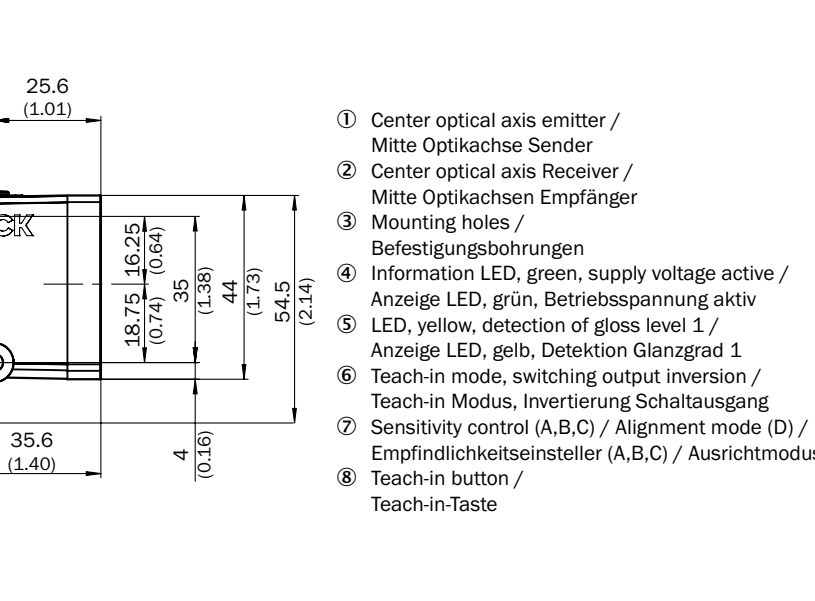 25.6
(1.01)
CK
16.25
(0.64)
18.75
(0.74)
35
(1.38)
44
(1.73)
54.5
(2.14)
35.6
(1.40)
4
(0.16)
① Center optical axis emitter /
Mitte Optikachse Sender
② Center optical axis Receiver /
Mitte Optikachsen Empfänger
③ Mounting holes /
Befestigungsbohrungen
④ Information LED, green, supply voltage active /
Anzeige LED, grün, Betriebsspannung aktiv
⑤ LED, yellow, detection of gloss level 1 /
Anzeige LED, gelb, Detektion Glanzgrad 1
⑥ Teach-in mode, switching output inversion /
Teach-in Modus, Invertierung Schaltausgang
⑦ Sensitivity control (A,B,C) / Alignment mode (D) /
Empfindlichkeitseinsteller (A,B,C) / Ausrichtmodus
⑧ Teach-in button /
Teach-in-Taste